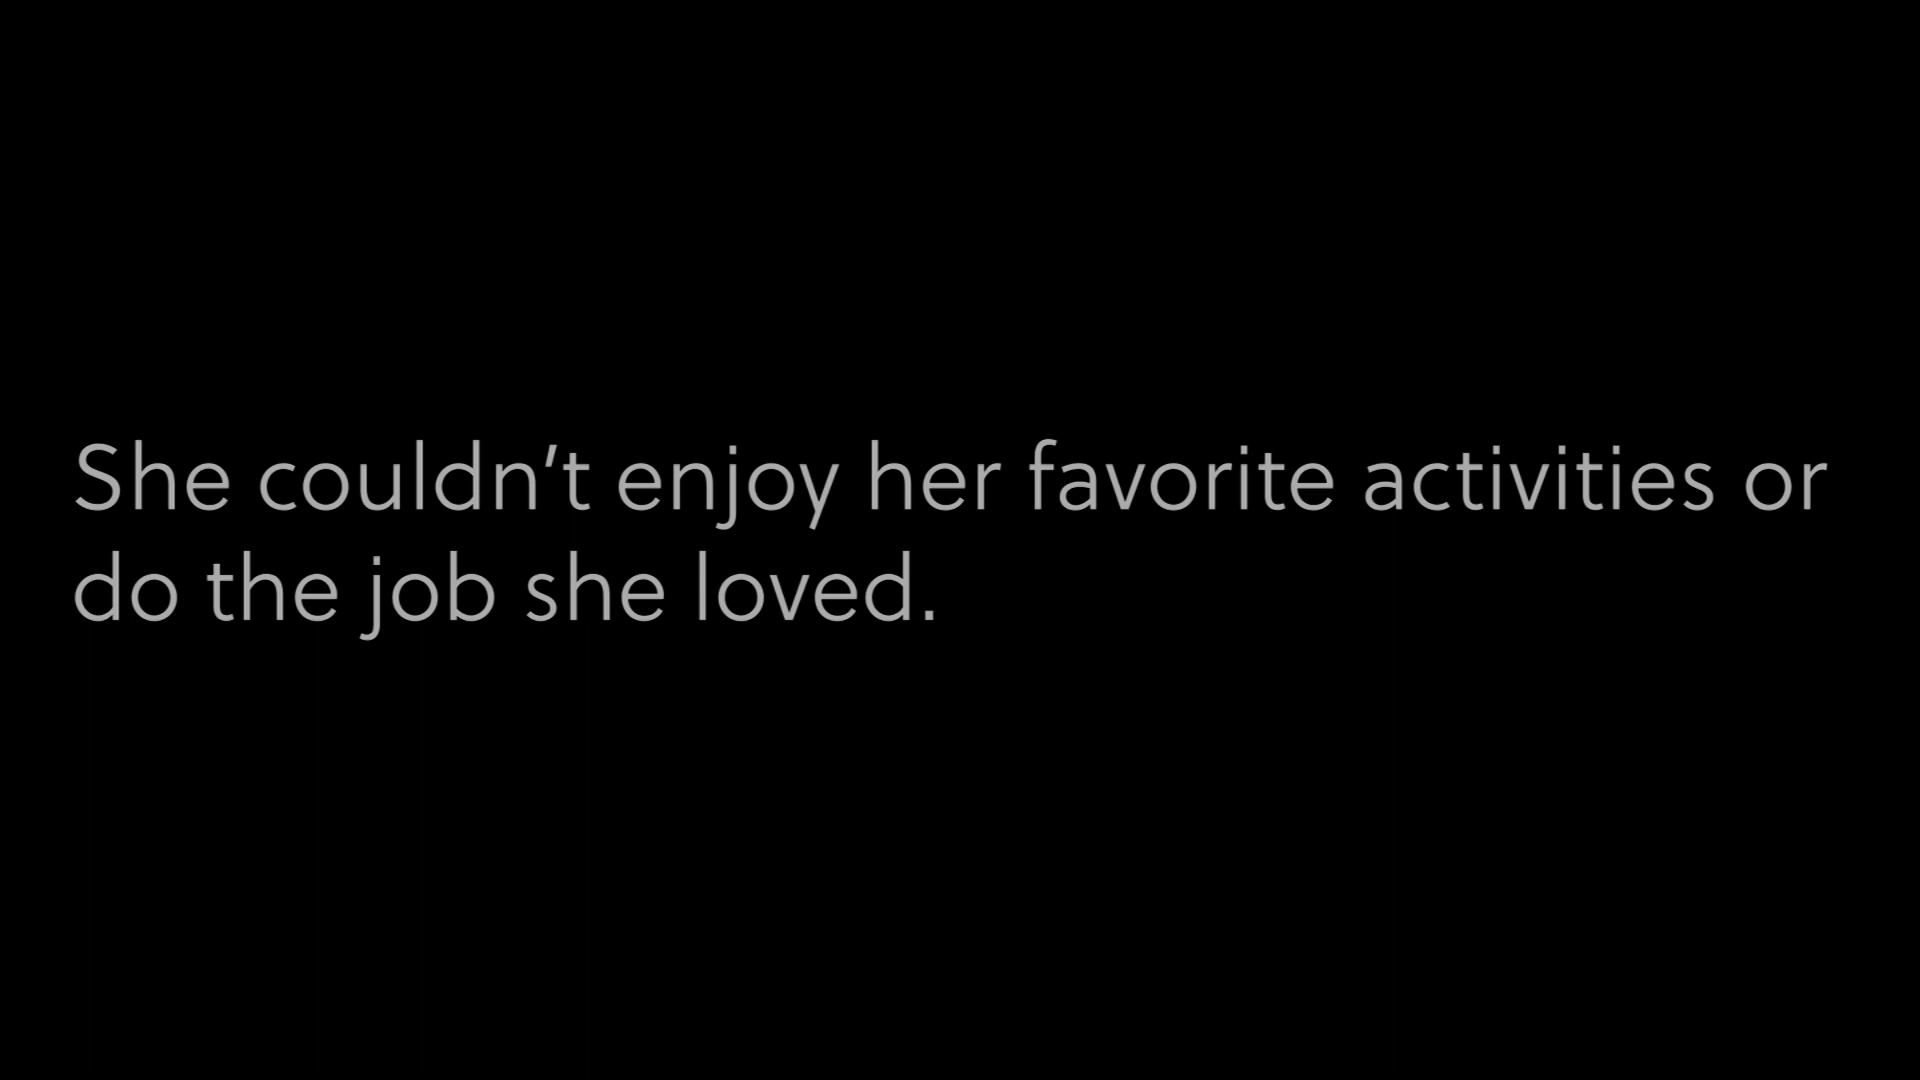 She couldn't enjoy her favorite activities or
do the job she loved.